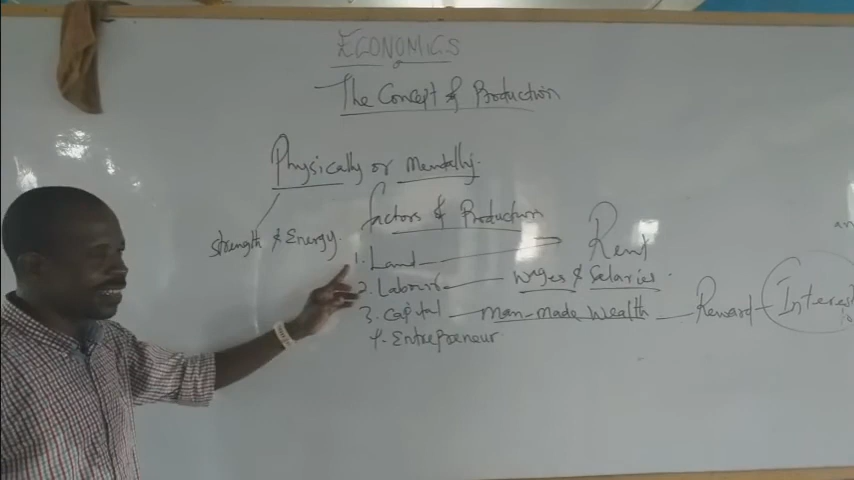 ECONOMICS
The Concept of Production
Physically or Mentally.
Strength & Energy.
factors of Production
1. Land — Rent
2. Labour — Wages & Salaries.
3. Capital — Man-Made Wealth — Reward — Interest
4. Entrepreneur